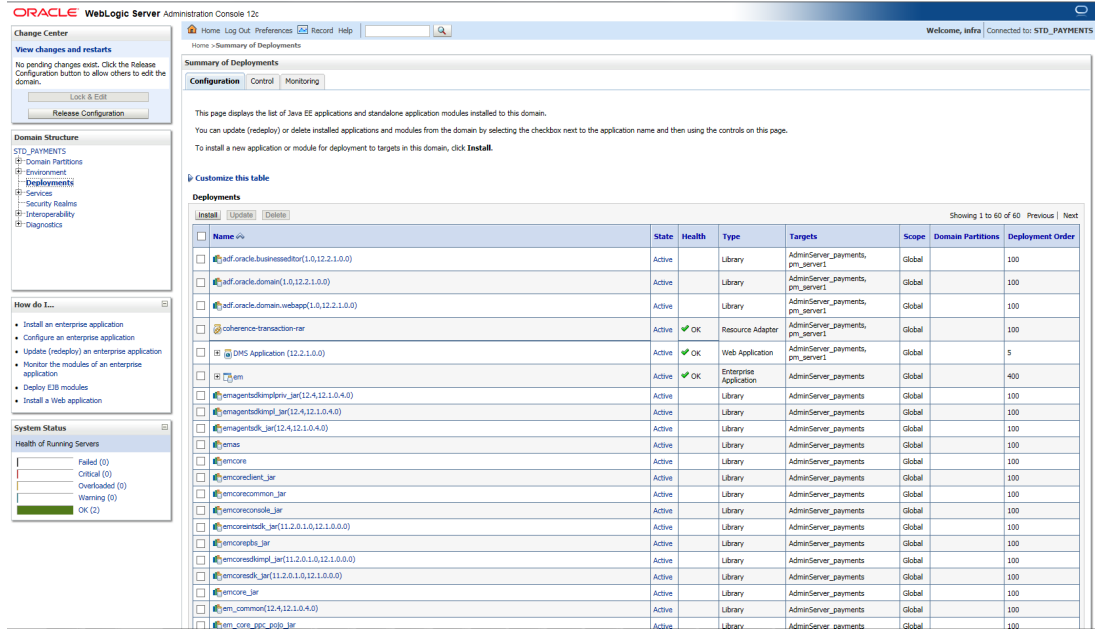 ORACLE WebLogic Server Administration Console 12c
Change Center
View changes and restarts
No pending changes exist. Click the Release
Configuration button to allow others to edit the
domain.
Lock & Edit
Release Configuration
Domain Structure
STD_PAYMENTS
Domain Partitions
Environment
Deployments
Services
Security Realms
Interoperability
Diagnostics
How do I...
Install an enterprise application
Configure an enterprise application
Update (redeploy) an enterprise application
Monitor the modules of an enterprise
application
Deploy EJB modules
Install a Web application
System Status
Health of Running Servers
Failed (0)
Critical (0)
Overloaded (0)
Warning (0)
OK (2)
Home Log Out Preferences Record Help
Welcome, infra Connected to: STD_PAYMENTS
Home >Summary of Deployments
Summary of Deployments
Configuration Control Monitoring
This page displays the list of Java EE applications and standalone application modules installed to this domain.
You can update (redeploy) or delete installed applications and modules from the domain by selecting the checkbox next to the application name and then using the controls on this page.
To install a new application or module for deployment to targets in this domain, click Install.
Customize this table
Deployments
Install Update Delete Showing 1 to 60 of 60 Previous | Next
Name State Health Type Targets Scope Domain Partitions Deployment Order
adf.oracle.businesseditor(1.0,12.2.1.0.0) Active Library AdminServer_payments, pm_server1 Global 100
adf.oracle.domain(1.0,12.2.1.0.0) Active Library AdminServer_payments, pm_server1 Global 100
adf.oracle.domain.webapp(1.0,12.2.1.0.0) Active Library AdminServer_payments, pm_server1 Global 100
coherence-transaction-rar Active OK Resource Adapter AdminServer_payments, pm_server1 Global 100
DMS Application (12.2.1.0.0) Active OK Web Application AdminServer_payments, pm_server1 Global 5
em Active OK Enterprise Application AdminServer_payments Global 400
emagentsdkimplpriv_jar(12.4,12.1.0.4.0) Active Library AdminServer_payments Global 100
emagentsdkimpl_jar(12.4,12.1.0.4.0) Active Library AdminServer_payments Global 100
emagentsdk_jar(12.4,12.1.0.4.0) Active Library AdminServer_payments Global 100
emas Active Library AdminServer_payments Global 100
emcore Active Library AdminServer_payments Global 100
emcoreclient_jar Active Library AdminServer_payments Global 100
emcorecommon_jar Active Library AdminServer_payments Global 100
emcoreconsole_jar Active Library AdminServer_payments Global 100
emcoreintsdk_jar(11.2.0.1.0,12.1.0.0.0) Active Library AdminServer_payments Global 100
emcorepbs_jar Active Library AdminServer_payments Global 100
emcoresdkimpl_jar(11.2.0.1.0,12.1.0.0.0) Active Library AdminServer_payments Global 100
emcoresdk_jar(11.2.0.1.0,12.1.0.0.0) Active Library AdminServer_payments Global 100
emcore_jar Active Library AdminServer_payments Global 100
em_common(12.4,12.1.0.4.0) Active Library AdminServer_payments Global 100
em_core_ppc_pojo_jar Active Library AdminServer_payments Global 100